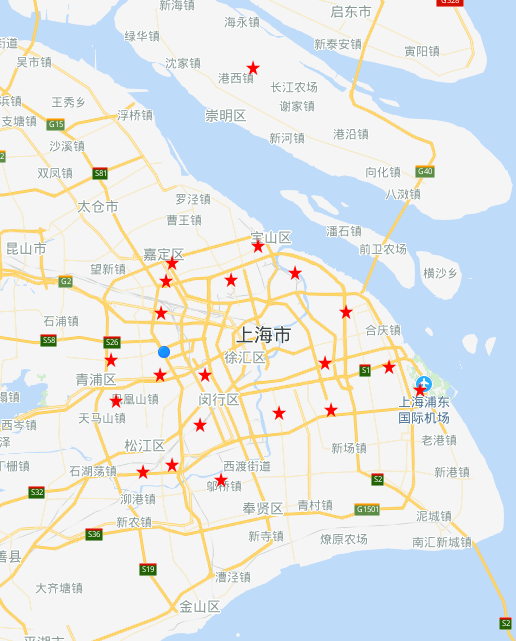 新海镇
启东市
G328
海永镇
绿华镇
街道
新泰安镇
寅阳镇
沈家镇
吴市镇
港西镇
长江农场
浜镇
王秀乡
谢家镇
浮桥镇
崇明区
支塘镇
G15
新河镇
港沿镇
沙溪镇
双凤镇
S81
向化镇
G40
八滧镇
罗泾镇
太仓市
曹王镇
潘石镇
宝山区
昆山市
嘉定区
前卫农场
望新镇
横沙乡
G2
石浦镇
合庆镇
上海市
S58
S26
徐汇区
S1
青浦区
凤凰山镇
闵行区
上海浦东
国际机场
天马山镇
西岑镇
松江区
老港镇
新场镇
石湖荡镇
西渡街道
新港镇
S2
邬桥镇
S32
泖港镇
青村镇
奉贤区
G1501
泥城镇
新农镇
S36
新寺镇
燎原农场
南汇新城镇
善县
S19
漕泾镇
大齐塘镇
金山区
S2
平湖市